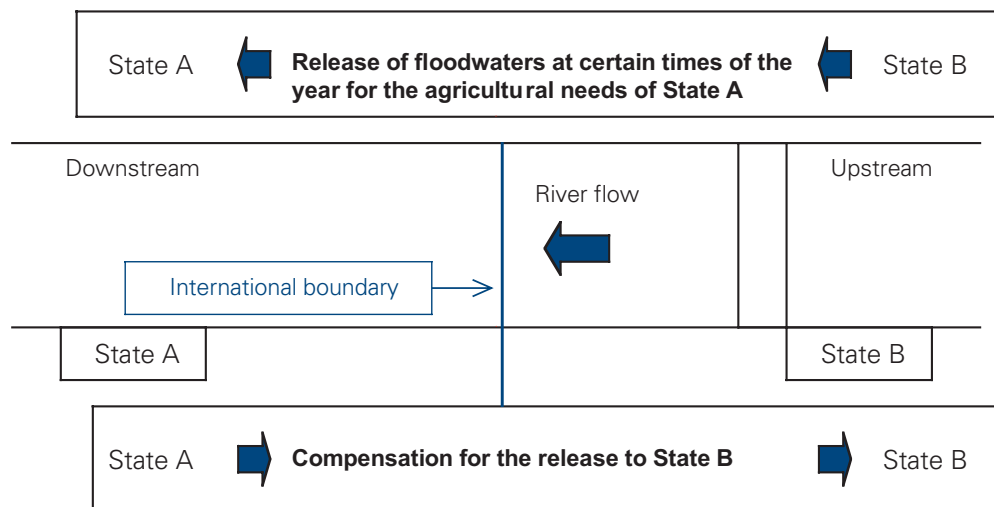 State A
Release of floodwaters at certain times of the
year for the agricultural needs of State A
State B
Downstream
River flow
Upstream
International boundary
State A
State B
State A
Compensation for the release to State B
State B